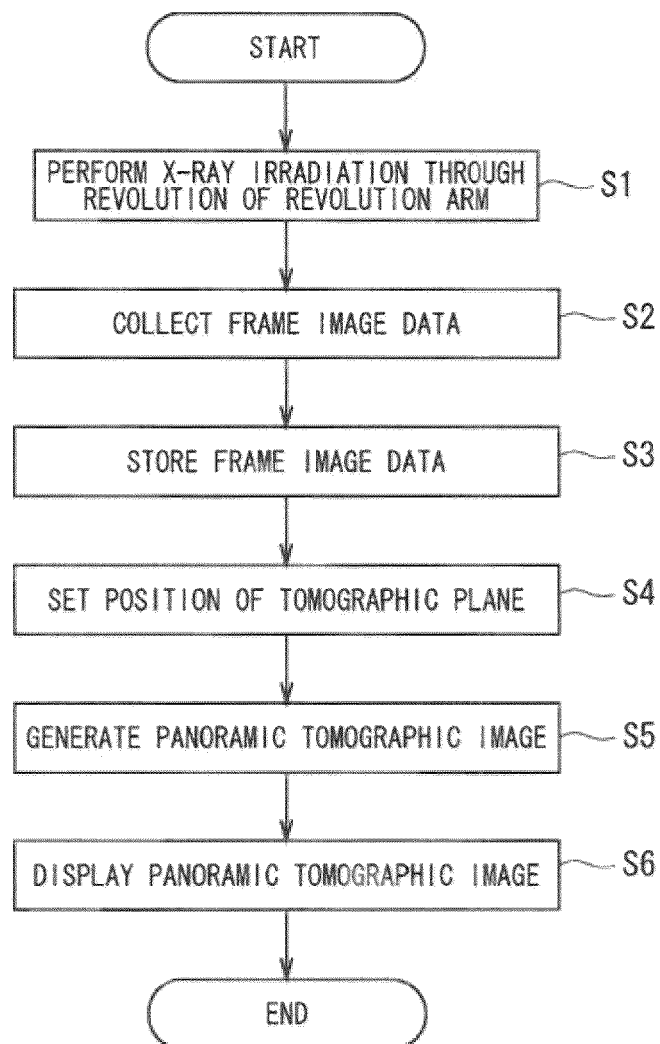 START
PERFORM X-RAY IRRADIATION THROUGH
REVOLUTION OF REVOLUTION ARM
S1
COLLECT FRAME IMAGE DATA
S2
STORE FRAME IMAGE DATA
S3
SET POSITION OF TOMOGRAPHIC PLANE
S4
GENERATE PANORAMIC TOMOGRAPHIC IMAGE
S5
DISPLAY PANORAMIC TOMOGRAPHIC IMAGE
S6
END